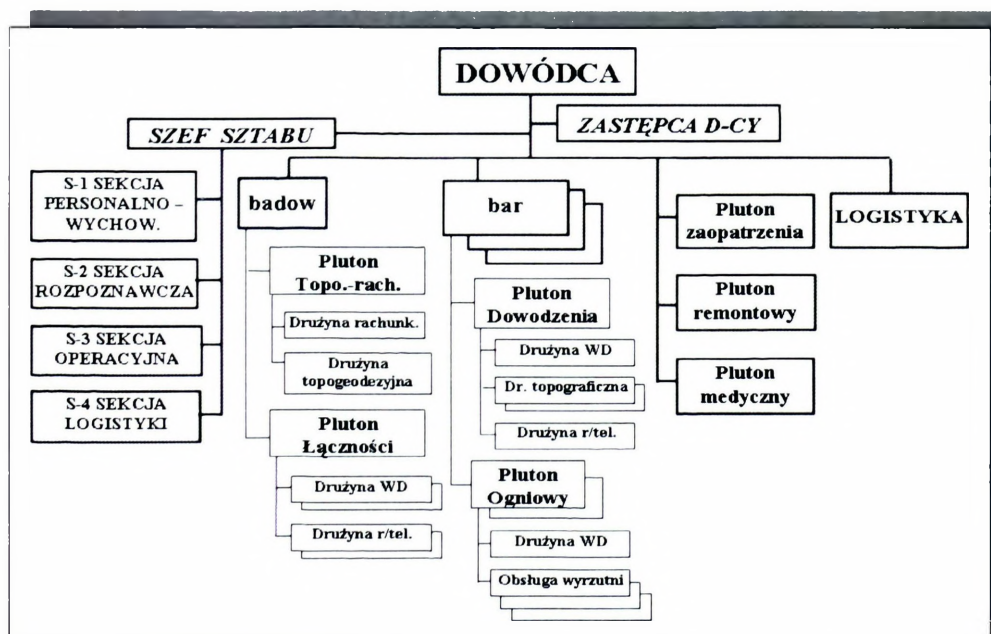 DOWÓDCA
SZEF SZTABU
ZASTĘPCA D-CY
S-1 SEKCJA
PERSONALNO –
WYCHOW.
S-2 SEKCJA
ROZPOZNAWCZA
S-3 SEKCJA
OPERACYJNA
S-4 SEKCJA
LOGISTYKI
badow
Pluton
Topo.-rach.
Drużyna rachunk.
Drużyna
topogeodezyjna
Pluton
Łączności
Drużyna WD
Drużyna r/tel.
bar
Pluton
Dowodzenia
Drużyna WD
Dr. topograficzna
Drużyna r/tel.
Pluton
Ogniowy
Drużyna WD
Obsługa wyrzutni
Pluton
zaopatrzenia
Pluton
remontowy
Pluton
medyczny
LOGISTYKA